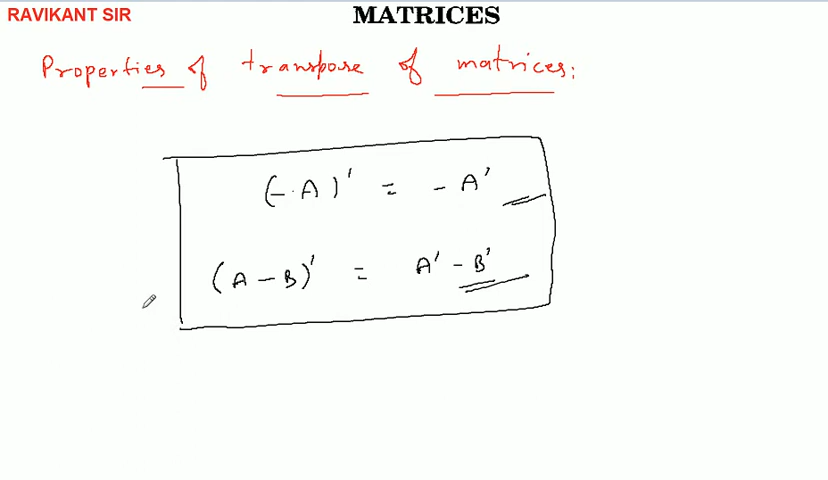 RAVIKANT SIR
MATRICES
Properties of transpose of matrices:
(-A)' = - A'
(A - B)' = A' - B'